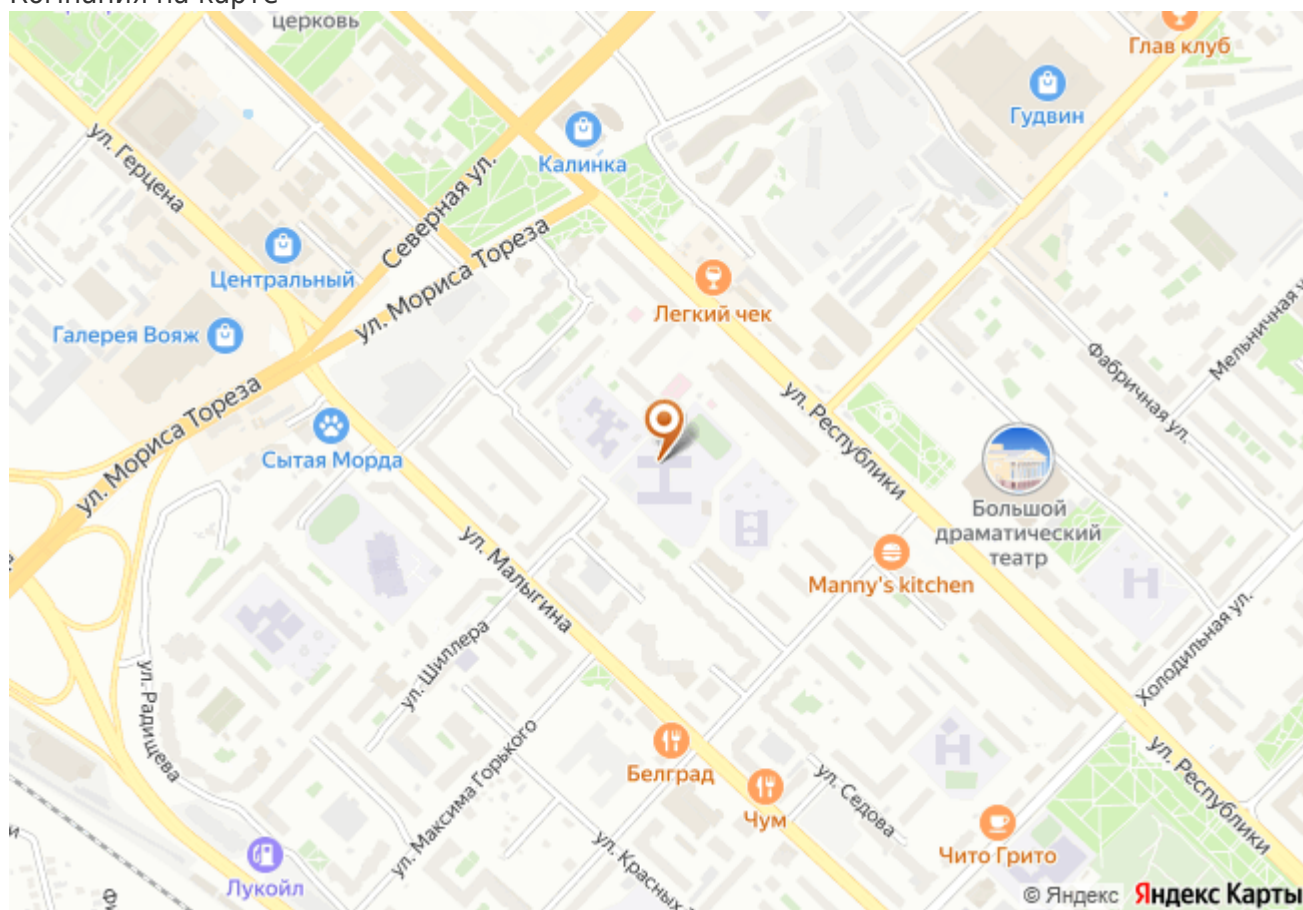 Компания на карте
церковь
Глав клуб
Гудвин
ул. Герцена
Калинка
Северная ул.
ул. Мориса Тореза
Центральный
Галерея Вояж
Легкий чек
Мельничная
Фабричная ул.
ул. Республики
ул. Мориса Тореза
Сытая Морда
Большой
драматический
театр
Manny's kitchen
ул. Малыгина
ул. Шиллера
Холодильная ул.
ул. Радищева
ул. Максима Горького
Белград
Чум
ул. Седова
ул. Республики
Чито Грито
ул. Красных
Лукойл
© Яндекс Яндекс Карты